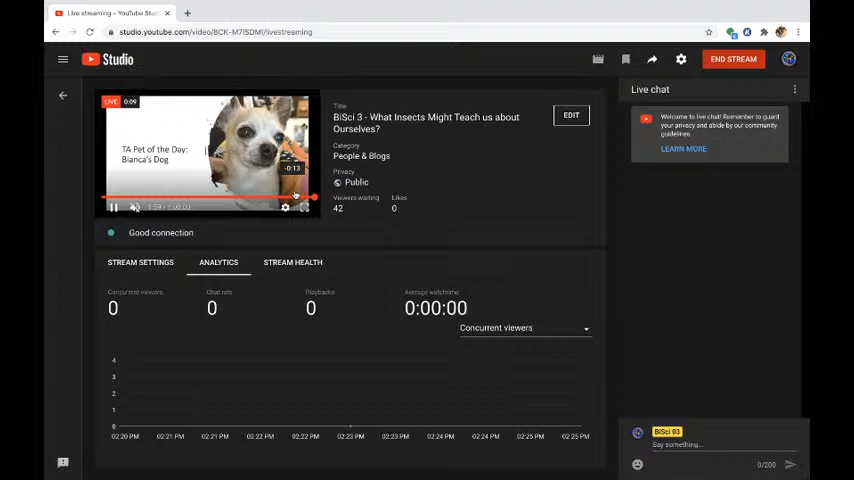 Live streaming - YouTube Stu
studio.youtube.com/video/8CK-M7ISDMI/livestreaming
Studio
END STREAM
LIVE 0:09
TA Pet of the Day:
Bianca's Dog
-0:13
1:59 / 1:00:00
Title
BiSci 3 - What Insects Might Teach us about
Ourselves?
EDIT
Category
People & Blogs
Privacy
Public
Viewers waiting Likes
42 0
Good connection
STREAM SETTINGS ANALYTICS STREAM HEALTH
Concurrent viewers Chat rate Playbacks Average watchtime
0 0 0 0:00:00
Concurrent viewers
4
3
2
1
0
02:20 PM 02:21 PM 02:21 PM 02:22 PM 02:22 PM 02:23 PM 02:23 PM 02:24 PM 02:24 PM 02:25 PM 02:25 PM
Live chat
Welcome to live chat! Remember to guard
your privacy and abide by our community
guidelines.
LEARN MORE
BiSci 03
Say something...
0/200